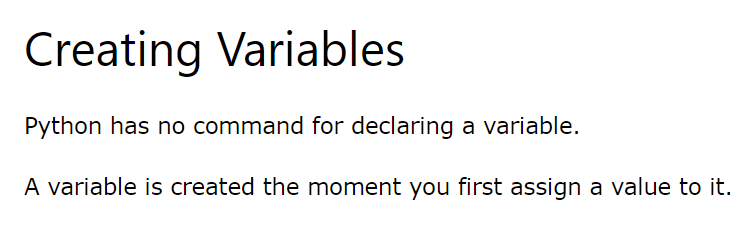 Creating Variables
Python has no command for declaring a variable.
A variable is created the moment you first assign a value to it.